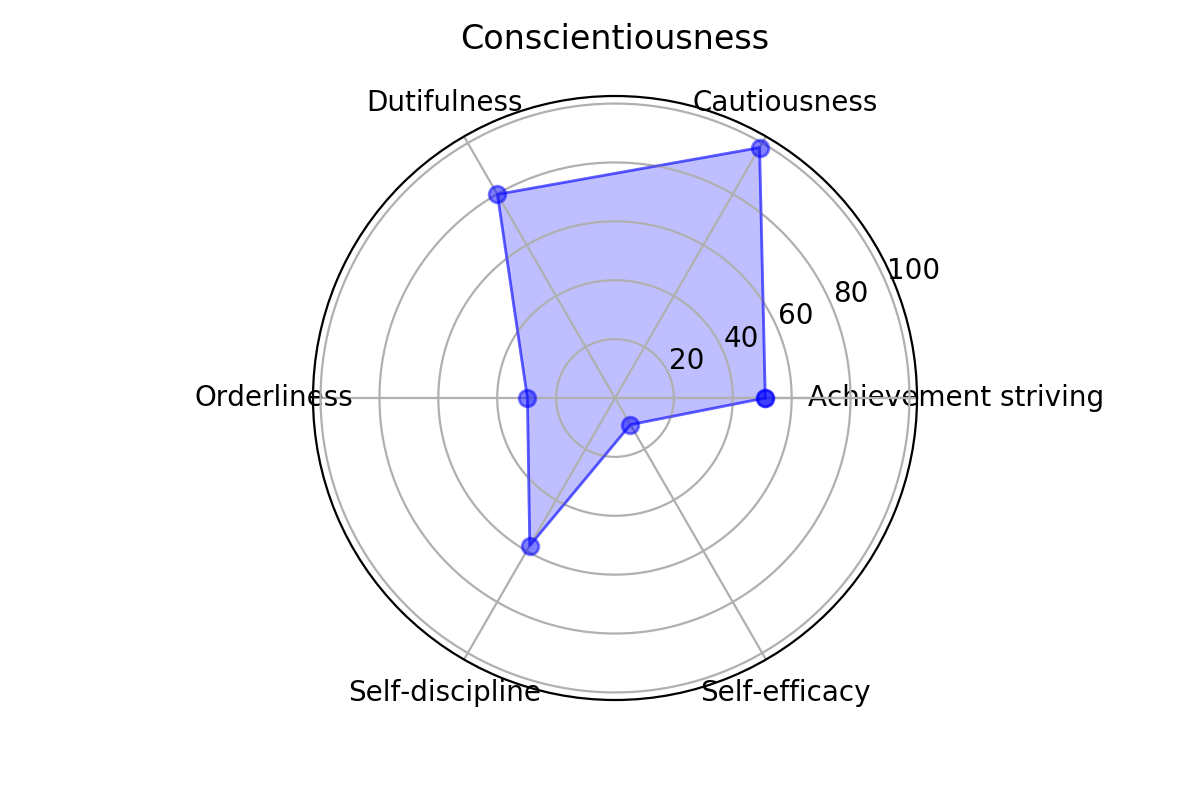 Conscientiousness
Dutifulness
Cautiousness
100
80
60
40
20
Orderliness
Achievement striving
Self-discipline
Self-efficacy